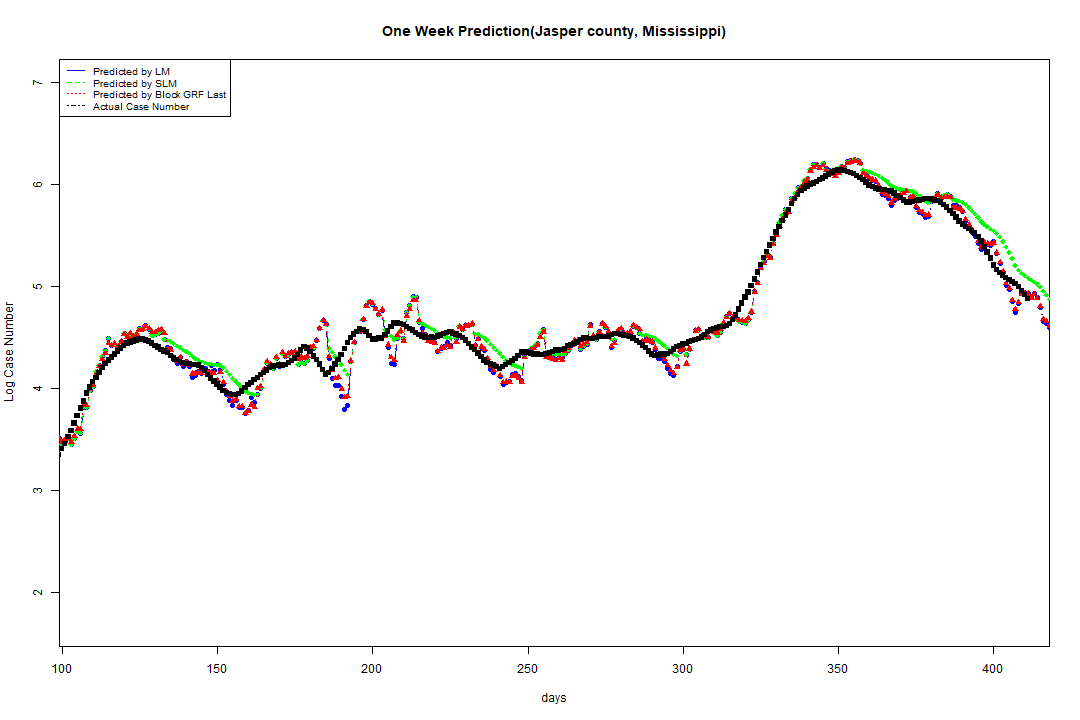 One Week Prediction(Jasper county, Mississippi)
Predicted by LM
Predicted by SLM
Predicted by Block GRF Last
Actual Case Number
7
6
5
4
3
2
Log Case Number
100 150 200 250 300 350 400
days